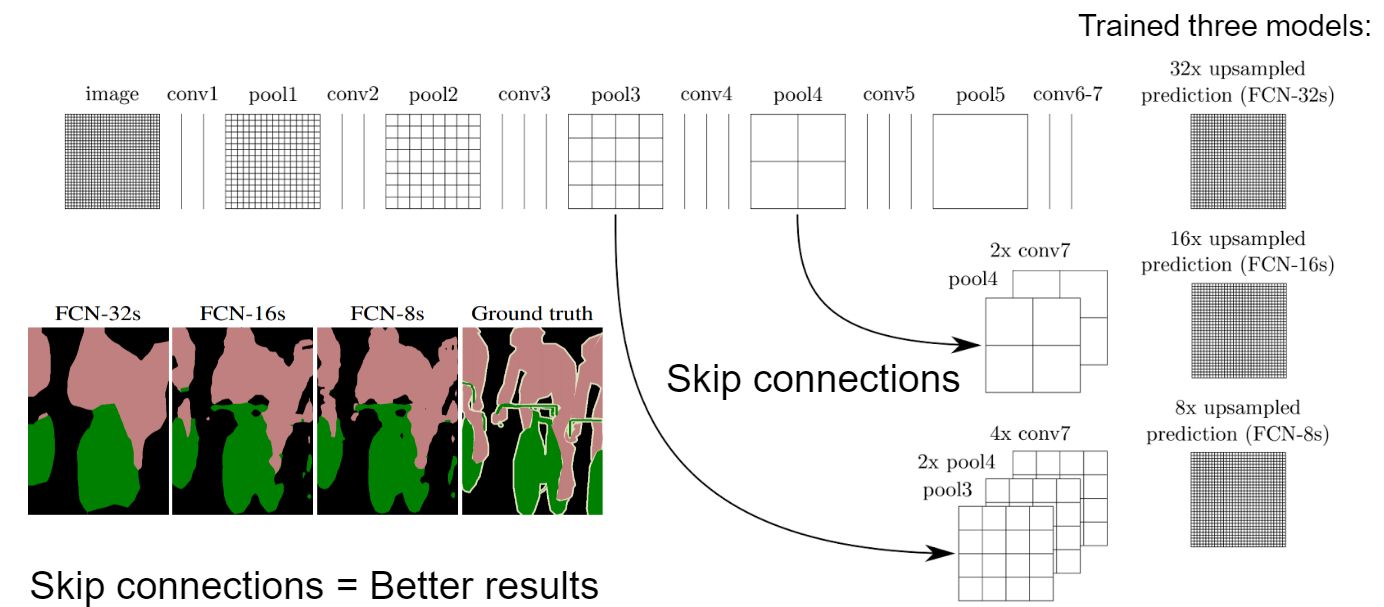 Trained three models:
image conv1 pool1 conv2 pool2 conv3 pool3 conv4 pool4 conv5 pool5 conv6-7
32x upsampled
prediction (FCN-32s)
2x conv7
pool4
16x upsampled
prediction (FCN-16s)
FCN-32s FCN-16s FCN-8s Ground truth
Skip connections
4x conv7
2x pool4
pool3
8x upsampled
prediction (FCN-8s)
Skip connections = Better results